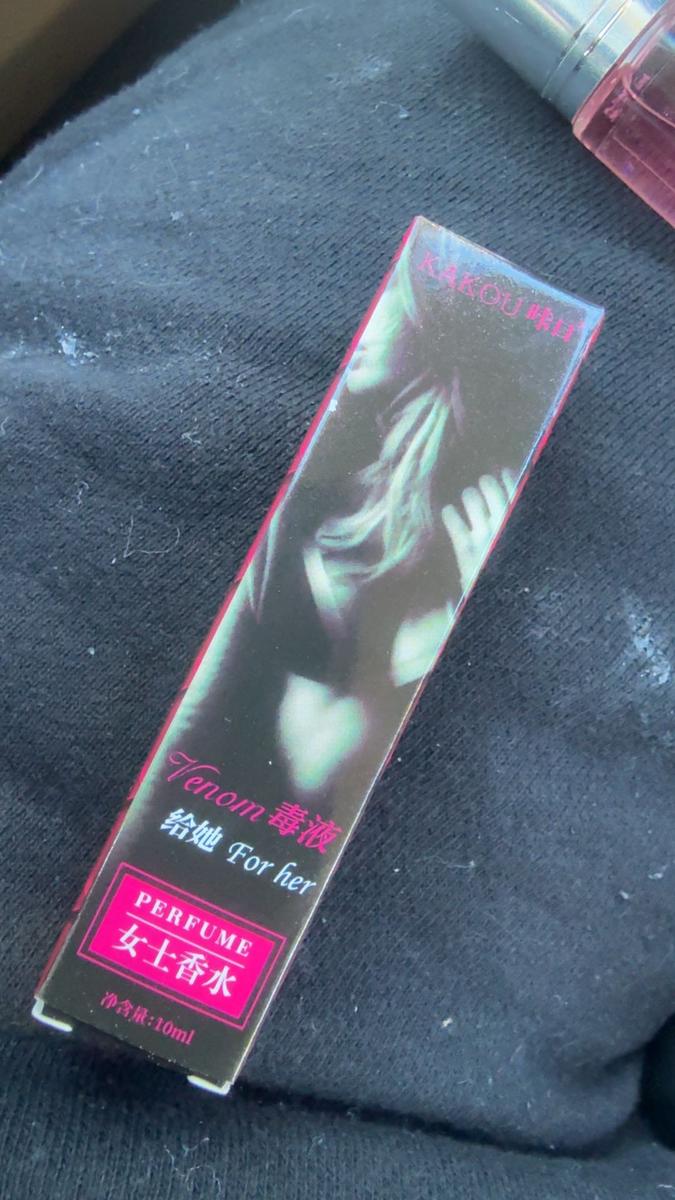 KAKOU 咔口
Venom 毒液
给她 For her
PERFUME
女士香水
净含量:10ml